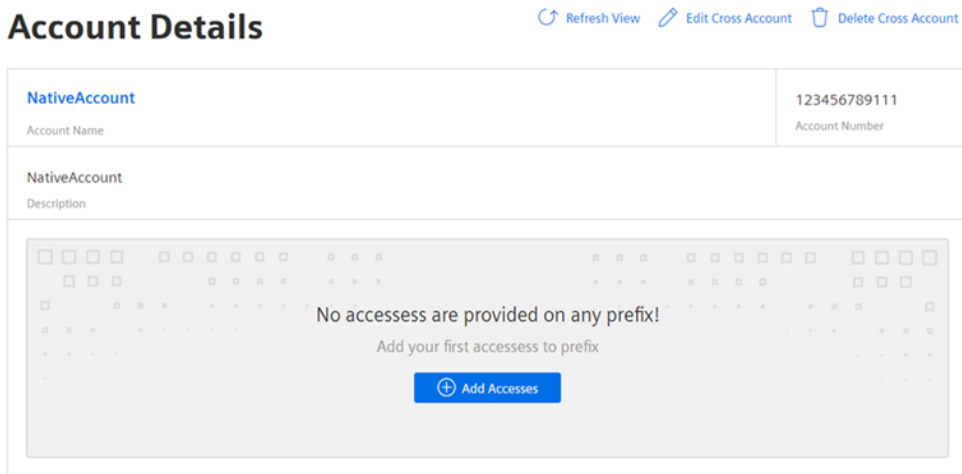 Account Details
Refresh View
Edit Cross Account
Delete Cross Account
NativeAccount
Account Name
123456789111
Account Number
NativeAccount
Description
No accessess are provided on any prefix!
Add your first accessess to prefix
Add Accesses